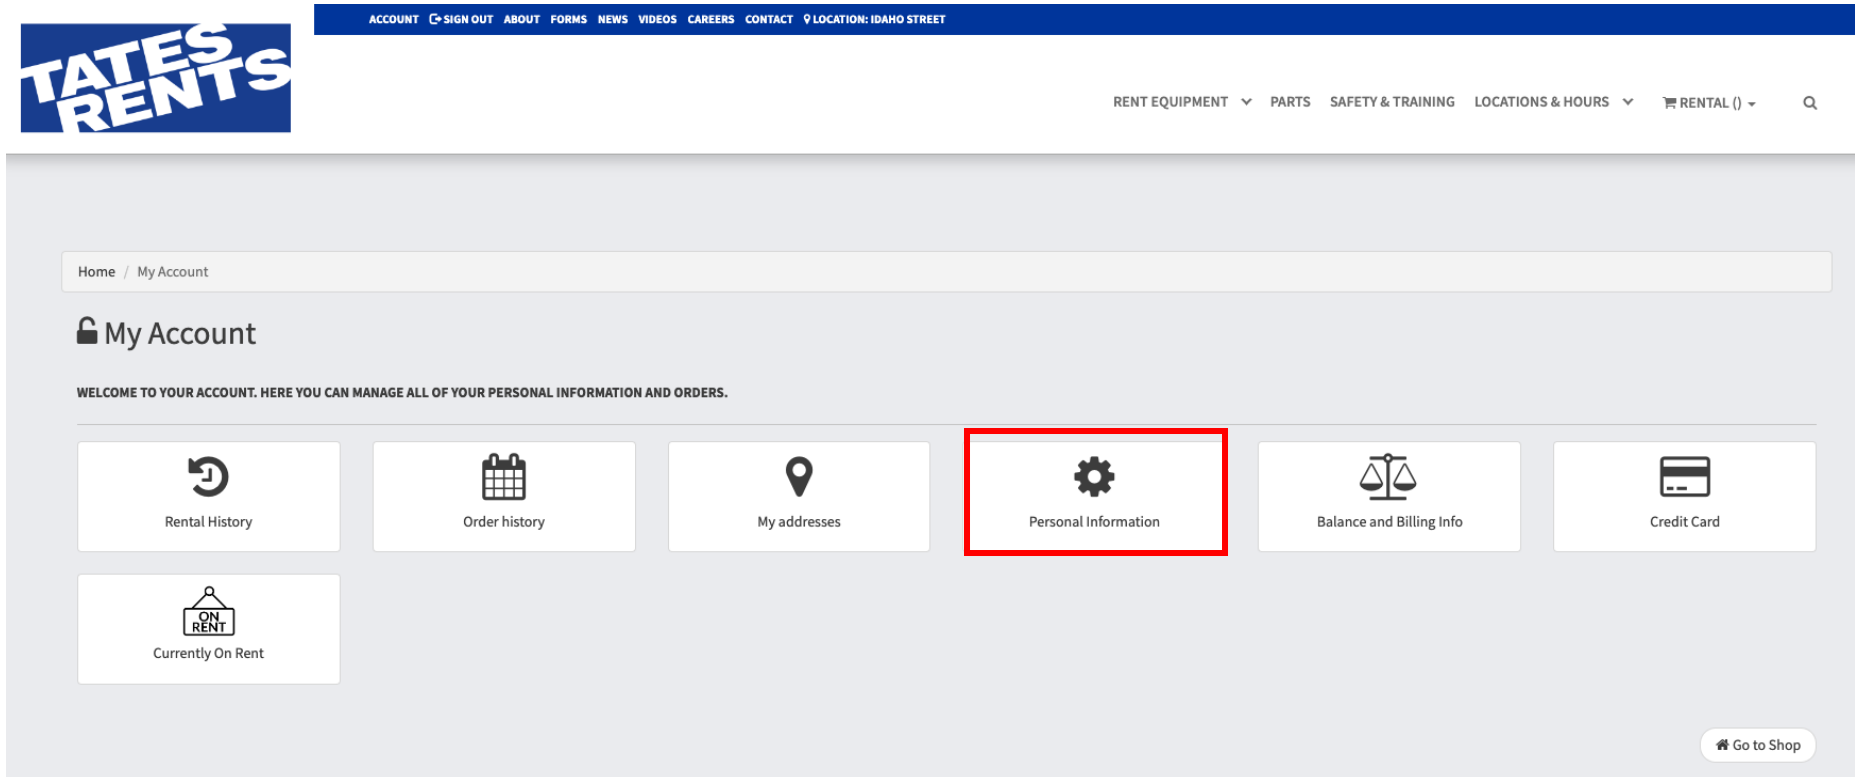 ACCOUNT SIGN OUT ABOUT FORMS NEWS VIDEOS CAREERS CONTACT LOCATION: IDAHO STREET
TATES
RENTS
RENT EQUIPMENT PARTS SAFETY & TRAINING LOCATIONS & HOURS RENTAL ()
Home / My Account
My Account
WELCOME TO YOUR ACCOUNT. HERE YOU CAN MANAGE ALL OF YOUR PERSONAL INFORMATION AND ORDERS.
Rental History
Order history
My addresses
Personal Information
Balance and Billing Info
Credit Card
ON
RENT
Currently On Rent
Go to Shop